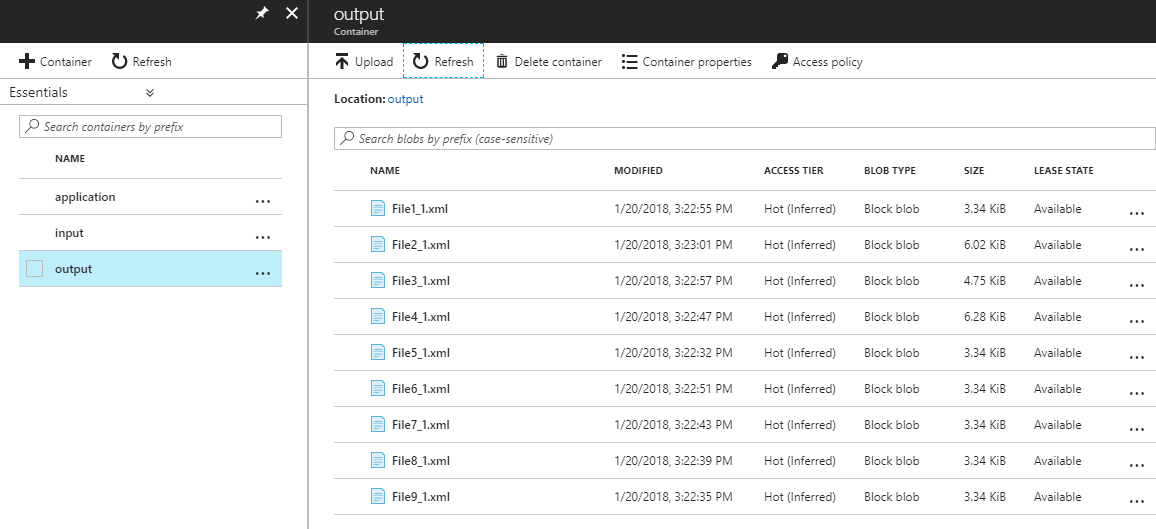 output
Container
Container Refresh
Essentials
Search containers by prefix
NAME
application ...
input ...
output ...
Upload Refresh Delete container Container properties Access policy
Location: output
Search blobs by prefix (case-sensitive)
NAME MODIFIED ACCESS TIER BLOB TYPE SIZE LEASE STATE
File1_1.xml 1/20/2018, 3:22:55 PM Hot (Inferred) Block blob 3.34 KiB Available ...
File2_1.xml 1/20/2018, 3:23:01 PM Hot (Inferred) Block blob 6.02 KiB Available ...
File3_1.xml 1/20/2018, 3:22:57 PM Hot (Inferred) Block blob 4.75 KiB Available ...
File4_1.xml 1/20/2018, 3:22:47 PM Hot (Inferred) Block blob 6.28 KiB Available ...
File5_1.xml 1/20/2018, 3:22:32 PM Hot (Inferred) Block blob 3.34 KiB Available ...
File6_1.xml 1/20/2018, 3:22:51 PM Hot (Inferred) Block blob 3.34 KiB Available ...
File7_1.xml 1/20/2018, 3:22:43 PM Hot (Inferred) Block blob 3.34 KiB Available ...
File8_1.xml 1/20/2018, 3:22:39 PM Hot (Inferred) Block blob 3.34 KiB Available ...
File9_1.xml 1/20/2018, 3:22:35 PM Hot (Inferred) Block blob 3.34 KiB Available ...